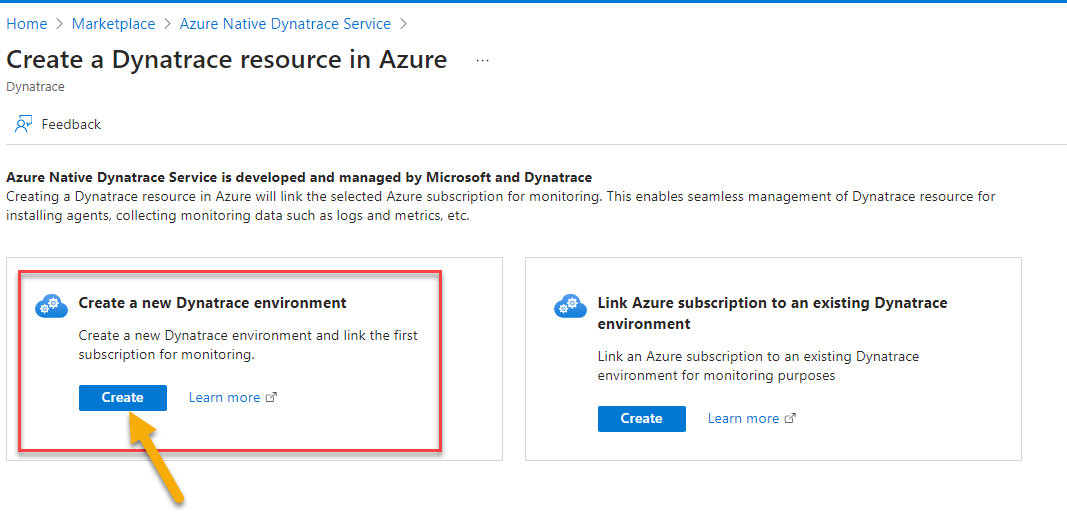 Home > Marketplace > Azure Native Dynatrace Service >
Create a Dynatrace resource in Azure ...
Dynatrace
Feedback
Azure Native Dynatrace Service is developed and managed by Microsoft and Dynatrace
Creating a Dynatrace resource in Azure will link the selected Azure subscription for monitoring. This enables seamless management of Dynatrace resource for
installing agents, collecting monitoring data such as logs and metrics, etc.
Create a new Dynatrace environment
Create a new Dynatrace environment and link the first
subscription for monitoring.
Create Learn more
Link Azure subscription to an existing Dynatrace
environment
Link an Azure subscription to an existing Dynatrace
environment for monitoring purposes
Create Learn more